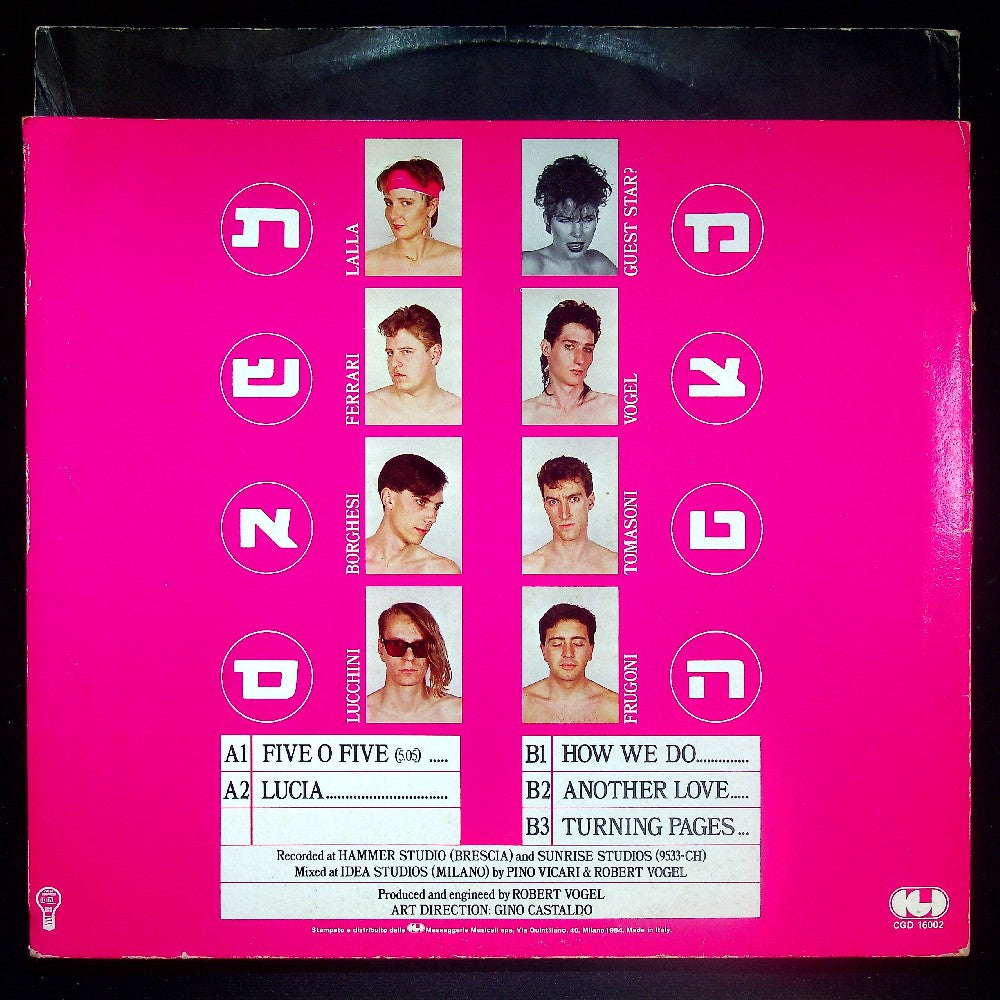 ת
LALLA
GUEST STAR?
מ
ש
FERRARI
VOGEL
צ
א
BORGHESI
TOMASONI
ט
ם
LUCCHINI
FRUGONI
ה
A1 FIVE O FIVE (5.05) .....
A2 LUCIA................................
B1 HOW WE DO..............
B2 ANOTHER LOVE.....
B3 TURNING PAGES...
Recorded at HAMMER STUDIO (BRESCIA) and SUNRISE STUDIOS (9533-CH)
Mixed at IDEA STUDIOS (MILANO) by PINO VICARI & ROBERT VOGEL
Produced and engineed by ROBERT VOGEL
ART DIRECTION: GINO CASTALDO
Stampato e distribuito dalla CGD Messaggerie Musicali spa, Via Quintiliano, 40, Milano 1984. Made in Italy.
CGD
CGD 16002